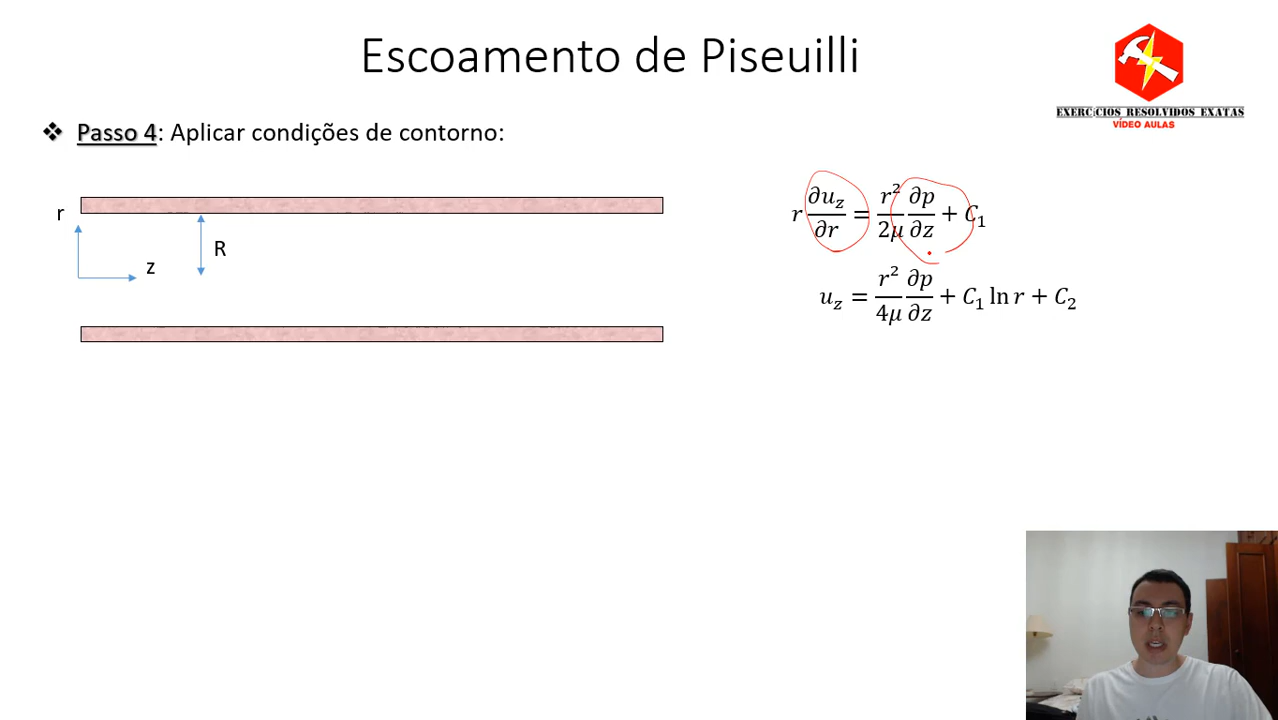 Escoamento de Piseuilli
EXERCÍCIOS RESOLVIDOS EXATAS
VÍDEO AULAS
❖ Passo 4: Aplicar condições de contorno:
r
R
z
r ∂u_z/∂r = r²/2μ ∂p/∂z + C₁
u_z = r²/4μ ∂p/∂z + C₁ ln r + C₂